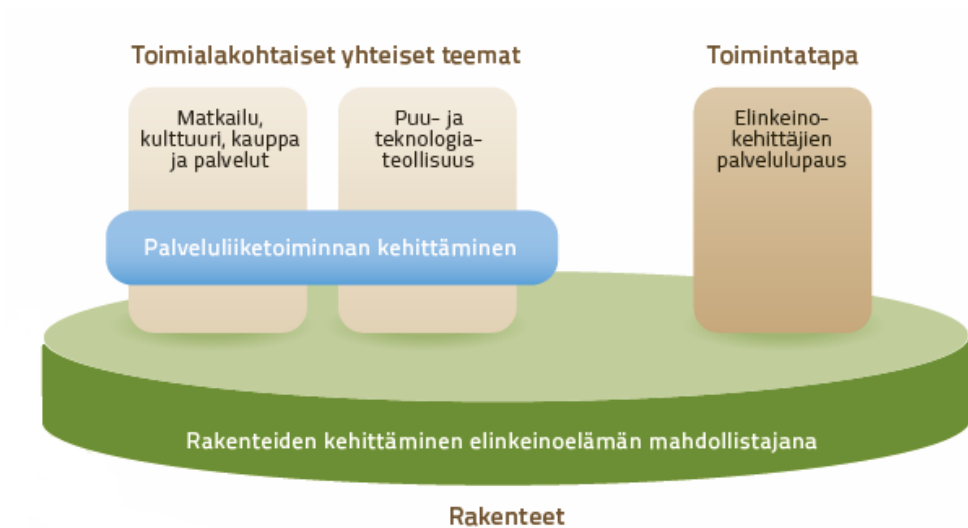 Toimialakohtaiset yhteiset teemat
Toimintatapa
Matkailu,
kulttuuri, kauppa
ja palvelut
Puu- ja
teknologia-
teollisuus
Elinkeino-
kehittäjien
palvelulupaus
Palveluliiketoiminnan kehittäminen
Rakenteiden kehittäminen elinkeinoelämän mahdollistajana
Rakenteet